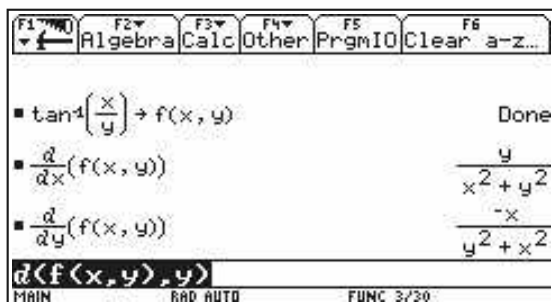 F1 F2▼ F3▼ F4▼ F5 F6
Algebra Calc Other PrgmIO Clear a-z…
▪ tan⁻¹(x/y) → f(x,y) Done
▪ d/dx(f(x,y)) y/(x² + y²)
▪ d/dy(f(x,y)) ⁻x/(y² + x²)
d(f(x,y),y)
MAIN RAD AUTO FUNC 3/30